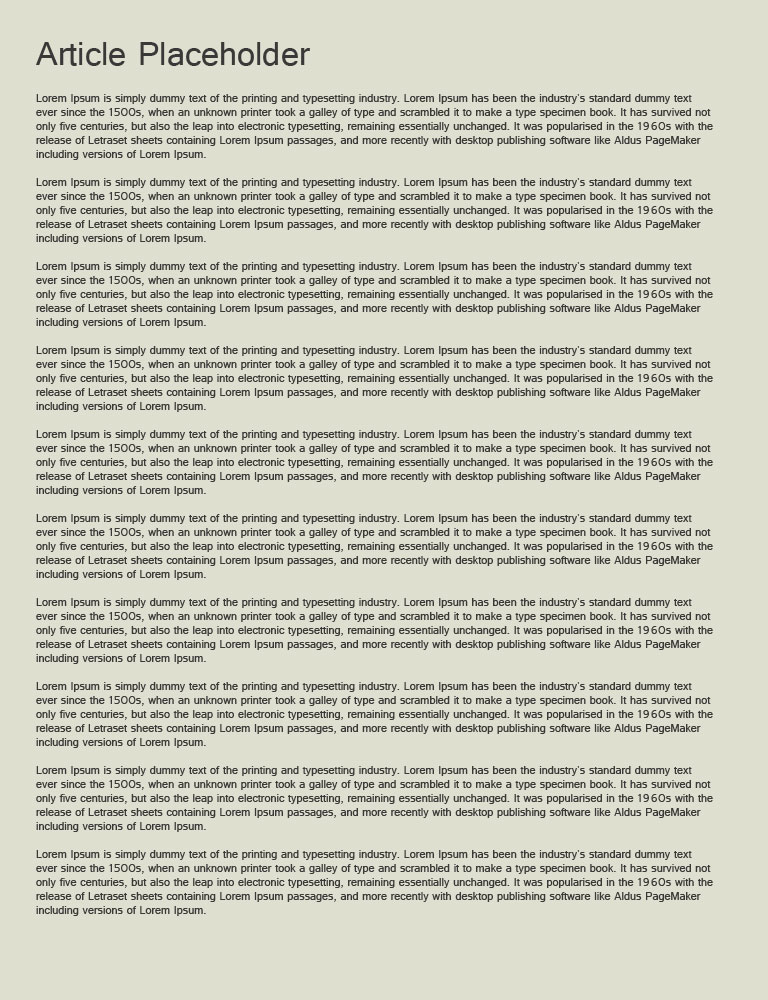 Article Placeholder
Lorem Ipsum is simply dummy text of the printing and typesetting industry. Lorem Ipsum has been the industry's standard dummy text
ever since the 1500s, when an unknown printer took a galley of type and scrambled it to make a type specimen book. It has survived not
only five centuries, but also the leap into electronic typesetting, remaining essentially unchanged. It was popularised in the 1960s with the
release of Letraset sheets containing Lorem Ipsum passages, and more recently with desktop publishing software like Aldus PageMaker
including versions of Lorem Ipsum.
Lorem Ipsum is simply dummy text of the printing and typesetting industry. Lorem Ipsum has been the industry's standard dummy text
ever since the 1500s, when an unknown printer took a galley of type and scrambled it to make a type specimen book. It has survived not
only five centuries, but also the leap into electronic typesetting, remaining essentially unchanged. It was popularised in the 1960s with the
release of Letraset sheets containing Lorem Ipsum passages, and more recently with desktop publishing software like Aldus PageMaker
including versions of Lorem Ipsum.
Lorem Ipsum is simply dummy text of the printing and typesetting industry. Lorem Ipsum has been the industry's standard dummy text
ever since the 1500s, when an unknown printer took a galley of type and scrambled it to make a type specimen book. It has survived not
only five centuries, but also the leap into electronic typesetting, remaining essentially unchanged. It was popularised in the 1960s with the
release of Letraset sheets containing Lorem Ipsum passages, and more recently with desktop publishing software like Aldus PageMaker
including versions of Lorem Ipsum.
Lorem Ipsum is simply dummy text of the printing and typesetting industry. Lorem Ipsum has been the industry's standard dummy text
ever since the 1500s, when an unknown printer took a galley of type and scrambled it to make a type specimen book. It has survived not
only five centuries, but also the leap into electronic typesetting, remaining essentially unchanged. It was popularised in the 1960s with the
release of Letraset sheets containing Lorem Ipsum passages, and more recently with desktop publishing software like Aldus PageMaker
including versions of Lorem Ipsum.
Lorem Ipsum is simply dummy text of the printing and typesetting industry. Lorem Ipsum has been the industry's standard dummy text
ever since the 1500s, when an unknown printer took a galley of type and scrambled it to make a type specimen book. It has survived not
only five centuries, but also the leap into electronic typesetting, remaining essentially unchanged. It was popularised in the 1960s with the
release of Letraset sheets containing Lorem Ipsum passages, and more recently with desktop publishing software like Aldus PageMaker
including versions of Lorem Ipsum.
Lorem Ipsum is simply dummy text of the printing and typesetting industry. Lorem Ipsum has been the industry's standard dummy text
ever since the 1500s, when an unknown printer took a galley of type and scrambled it to make a type specimen book. It has survived not
only five centuries, but also the leap into electronic typesetting, remaining essentially unchanged. It was popularised in the 1960s with the
release of Letraset sheets containing Lorem Ipsum passages, and more recently with desktop publishing software like Aldus PageMaker
including versions of Lorem Ipsum.
Lorem Ipsum is simply dummy text of the printing and typesetting industry. Lorem Ipsum has been the industry's standard dummy text
ever since the 1500s, when an unknown printer took a galley of type and scrambled it to make a type specimen book. It has survived not
only five centuries, but also the leap into electronic typesetting, remaining essentially unchanged. It was popularised in the 1960s with the
release of Letraset sheets containing Lorem Ipsum passages, and more recently with desktop publishing software like Aldus PageMaker
including versions of Lorem Ipsum.
Lorem Ipsum is simply dummy text of the printing and typesetting industry. Lorem Ipsum has been the industry's standard dummy text
ever since the 1500s, when an unknown printer took a galley of type and scrambled it to make a type specimen book. It has survived not
only five centuries, but also the leap into electronic typesetting, remaining essentially unchanged. It was popularised in the 1960s with the
release of Letraset sheets containing Lorem Ipsum passages, and more recently with desktop publishing software like Aldus PageMaker
including versions of Lorem Ipsum.
Lorem Ipsum is simply dummy text of the printing and typesetting industry. Lorem Ipsum has been the industry's standard dummy text
ever since the 1500s, when an unknown printer took a galley of type and scrambled it to make a type specimen book. It has survived not
only five centuries, but also the leap into electronic typesetting, remaining essentially unchanged. It was popularised in the 1960s with the
release of Letraset sheets containing Lorem Ipsum passages, and more recently with desktop publishing software like Aldus PageMaker
including versions of Lorem Ipsum.
Lorem Ipsum is simply dummy text of the printing and typesetting industry. Lorem Ipsum has been the industry's standard dummy text
ever since the 1500s, when an unknown printer took a galley of type and scrambled it to make a type specimen book. It has survived not
only five centuries, but also the leap into electronic typesetting, remaining essentially unchanged. It was popularised in the 1960s with the
release of Letraset sheets containing Lorem Ipsum passages, and more recently with desktop publishing software like Aldus PageMaker
including versions of Lorem Ipsum.